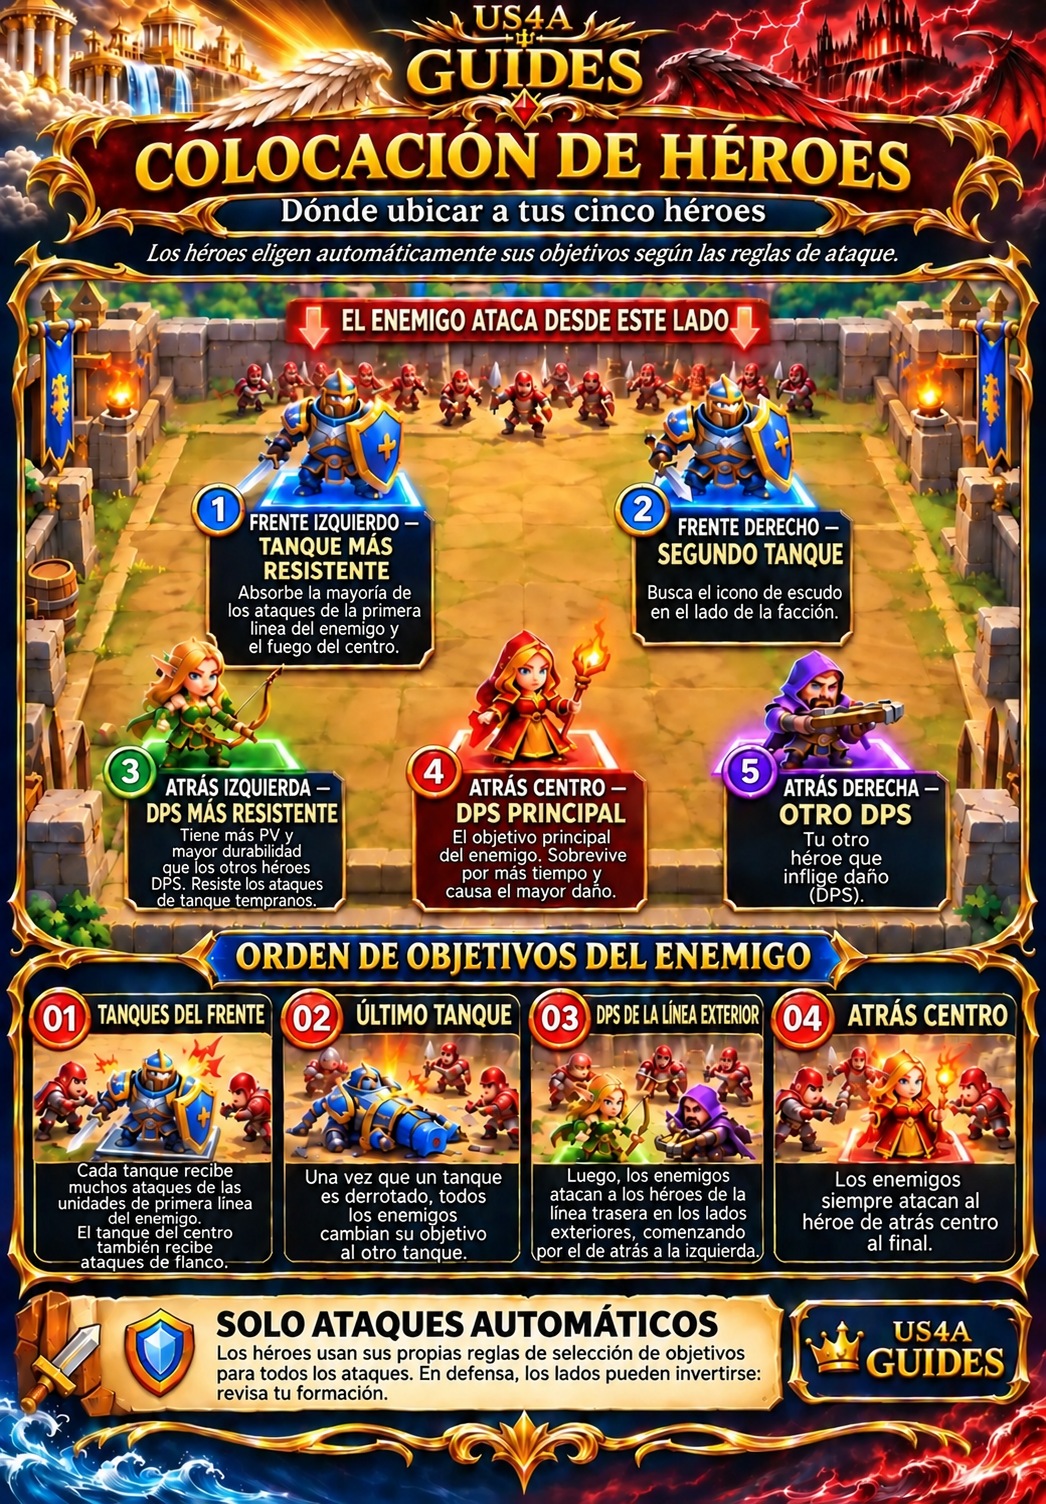 US4A
GUIDES
COLOCACIÓN DE HÉROES
Dónde ubicar a tus cinco héroes
Los héroes eligen automáticamente sus objetivos según las reglas de ataque.
EL ENEMIGO ATACA DESDE ESTE LADO
1
FRENTE IZQUIERDO —
TANQUE MÁS
RESISTENTE
Absorbe la mayoría de
los ataques de la primera
linea del enemigo y
el fuego del centro.
2
FRENTE DERECHO —
SEGUNDO TANQUE
Busca el icono de escudo
en el lado de la facción.
3
ATRÁS IZQUIERDA —
DPS MÁS RESISTENTE
Tiene más PV y
mayor durabilidad
que los otros héroes
DPS. Resiste los ataques
de tanque tempranos.
4
ATRÁS CENTRO —
DPS PRINCIPAL
El objetivo principal
del enemigo. Sobrevive
por más tiempo y
causa el mayor daño.
5
ATRÁS DERECHA —
OTRO DPS
Tu otro
héroe que
inflige daño
(DPS).
ORDEN DE OBJETIVOS DEL ENEMIGO
01 TANQUES DEL FRENTE
Cada tanque recibe
muchos ataques de las
unidades de primera línea
del enemigo.
El tanque del centro
también recibe
ataques de flanco.
02 ÚLTIMO TANQUE
Una vez que un tanque
es derrotado, todos
los enemigos
cambian su objetivo
al otro tanque.
03 DPS DE LA LÍNEA EXTERIOR
Luego, los enemigos
atacan a los héroes de la
línea trasera en los lados
exteriores, comenzando
por el de atrás a la izquierda.
04 ATRÁS CENTRO
Los enemigos
siempre atacan al
héroe de atrás centro
al final.
SOLO ATAQUES AUTOMÁTICOS
Los héroes usan sus propias reglas de selección de objetivos
para todos los ataques. En defensa, los lados pueden invertirse:
revisa tu formación.
US4A
GUIDES